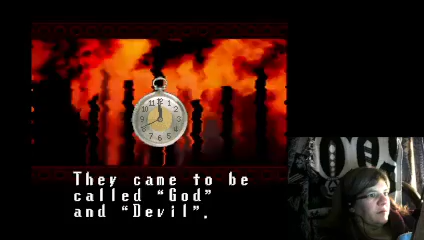 They came to be
called “God”
and “Devil”.